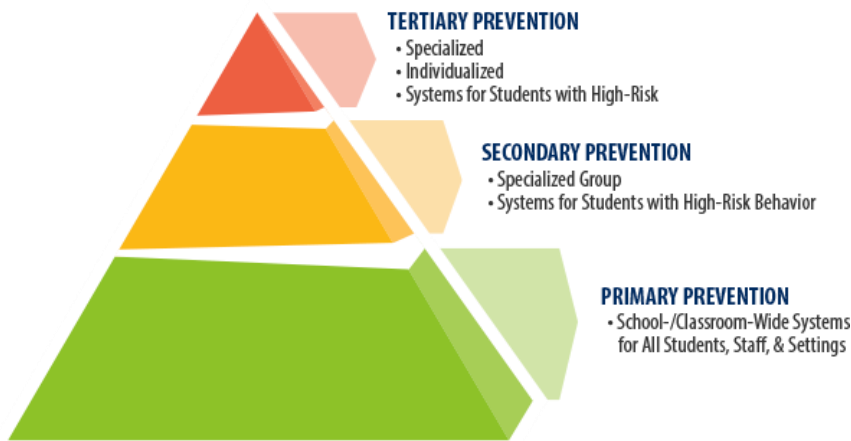 TERTIARY PREVENTION
• Specialized
• Individualized
• Systems for Students with High-Risk
SECONDARY PREVENTION
• Specialized Group
• Systems for Students with High-Risk Behavior
PRIMARY PREVENTION
• School-/Classroom-Wide Systems
for All Students, Staff, & Settings